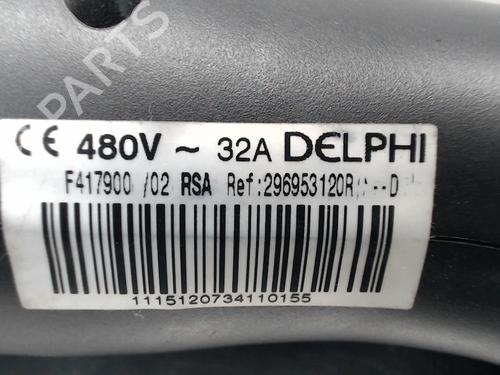 B-PARTS
CE 480V ~ 32A DELPHI
F417900 /02 RSA Ref:296953120R --D
1115120734110155